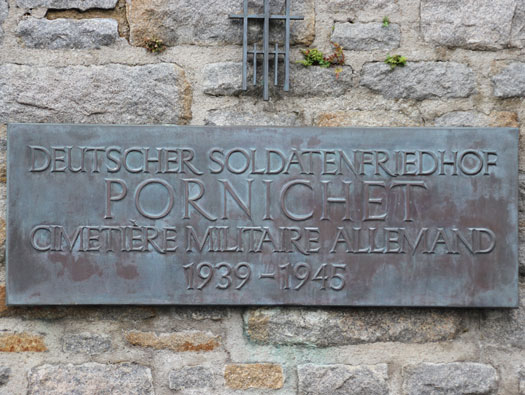 DEUTSCHER SOLDATENFRIEDHOF
PORNICHET
CIMETIÈRE MILITAIRE ALLEMAND
1939-1945